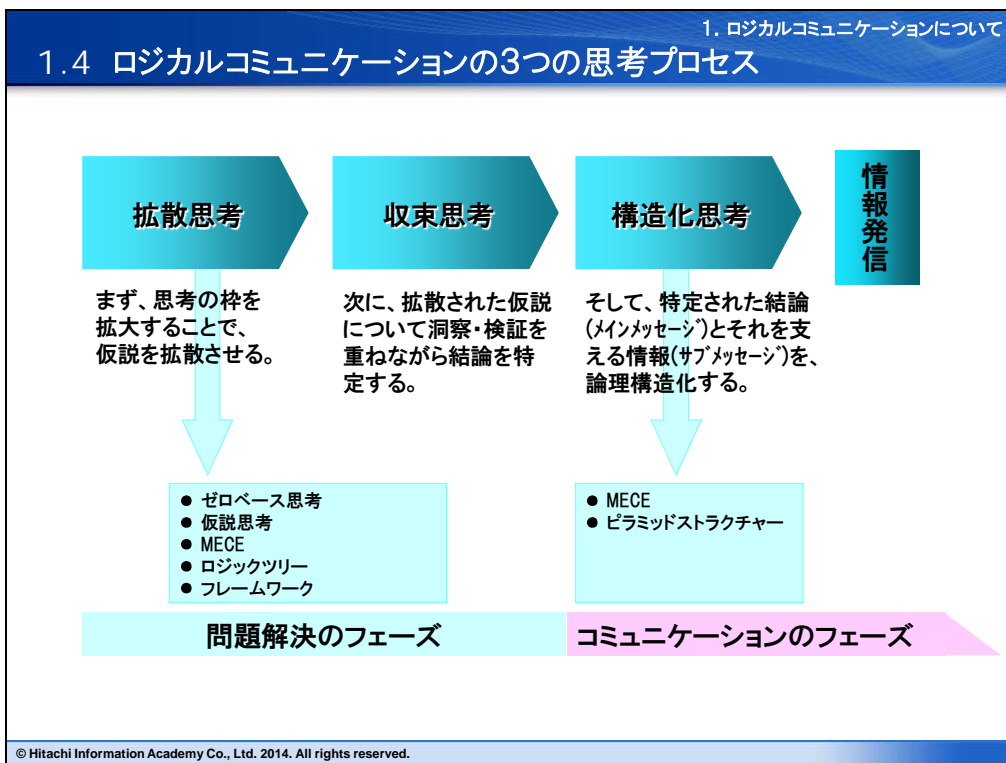 1. ロジカルコミュニケーションについて
1.4 ロジカルコミュニケーションの3つの思考プロセス
拡散思考
収束思考
構造化思考
情報発信
まず、思考の枠を
拡大することで、
仮説を拡散させる。
次に、拡散された仮説
について洞察・検証を
重ねながら結論を特
定する。
そして、特定された結論
(ﾒｲﾝﾒｯｾｰｼﾞ)とそれを支
える情報(ｻﾌﾞﾒｯｾｰｼﾞ)を、
論理構造化する。
● ゼロベース思考
● 仮説思考
● MECE
● ロジックツリー
● フレームワーク
● MECE
● ピラミッドストラクチャー
問題解決のフェーズ
コミュニケーションのフェーズ
© Hitachi Information Academy Co., Ltd. 2014. All rights reserved.